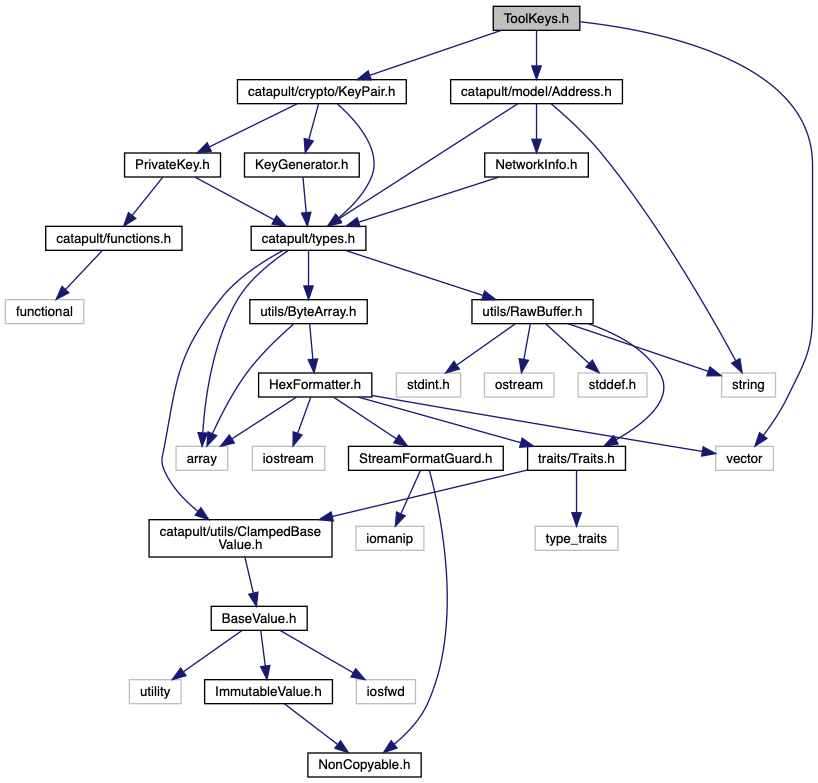 ToolKeys.h
catapult/crypto/KeyPair.h
catapult/model/Address.h
PrivateKey.h
KeyGenerator.h
NetworkInfo.h
catapult/functions.h
catapult/types.h
functional
utils/ByteArray.h
utils/RawBuffer.h
HexFormatter.h
stdint.h
ostream
stddef.h
string
array
iostream
StreamFormatGuard.h
traits/Traits.h
vector
catapult/utils/ClampedBase
Value.h
iomanip
type_traits
BaseValue.h
utility
ImmutableValue.h
iosfwd
NonCopyable.h